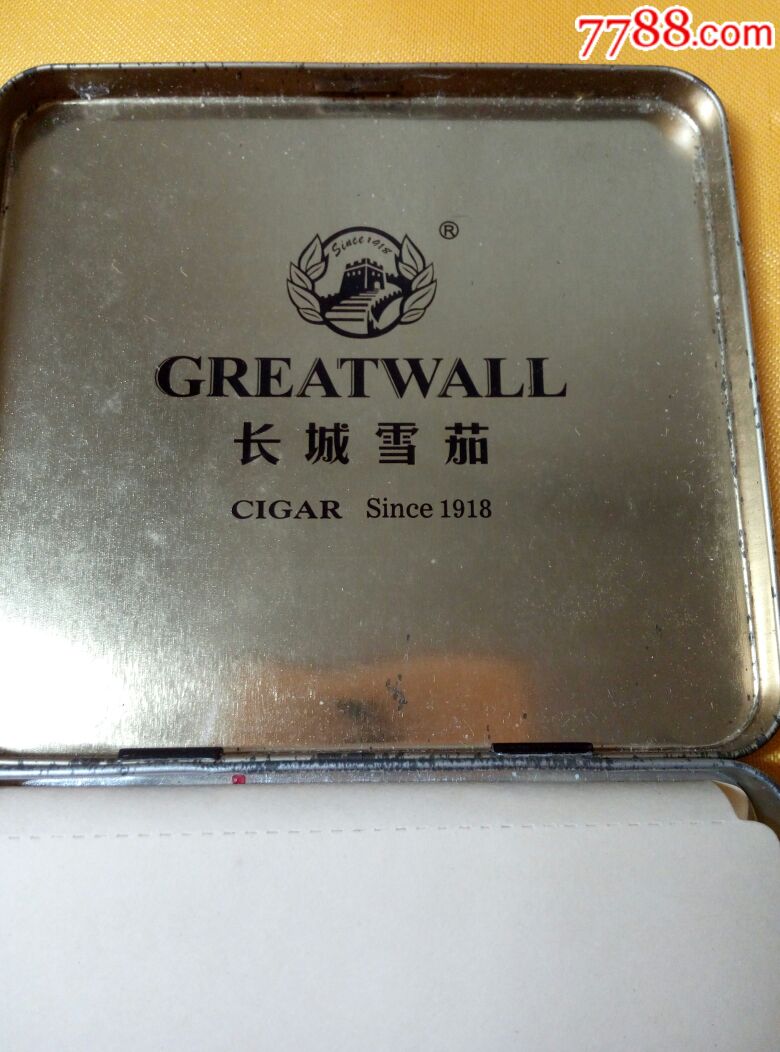 7788.com
Since 1918
®
GREATWALL
长城雪茄
CIGAR Since 1918